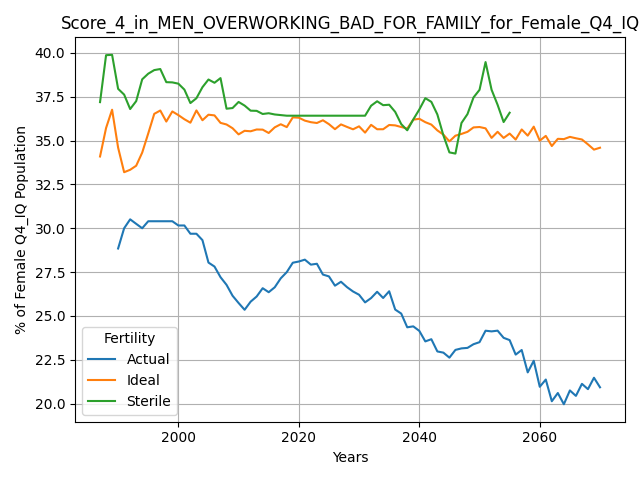 Score_4_in_MEN_OVERWORKING_BAD_FOR_FAMILY_for_Female_Q4_IQ
% of Female Q4_IQ Population
40.0
37.5
35.0
32.5
30.0
27.5
25.0
22.5
20.0
Fertility
Actual
Ideal
Sterile
2000
2020
2040
2060
Years